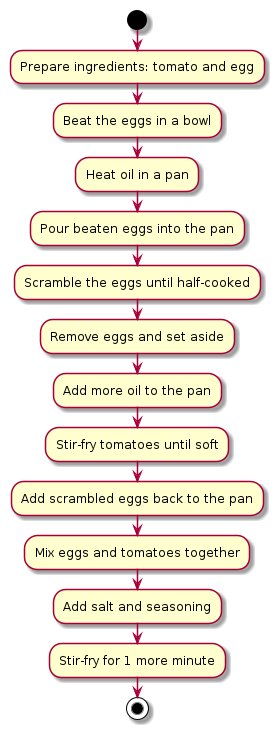 Prepare ingredients: tomato and egg
Beat the eggs in a bowl
Heat oil in a pan
Pour beaten eggs into the pan
Scramble the eggs until half-cooked
Remove eggs and set aside
Add more oil to the pan
Stir-fry tomatoes until soft
Add scrambled eggs back to the pan
Mix eggs and tomatoes together
Add salt and seasoning
Stir-fry for 1 more minute